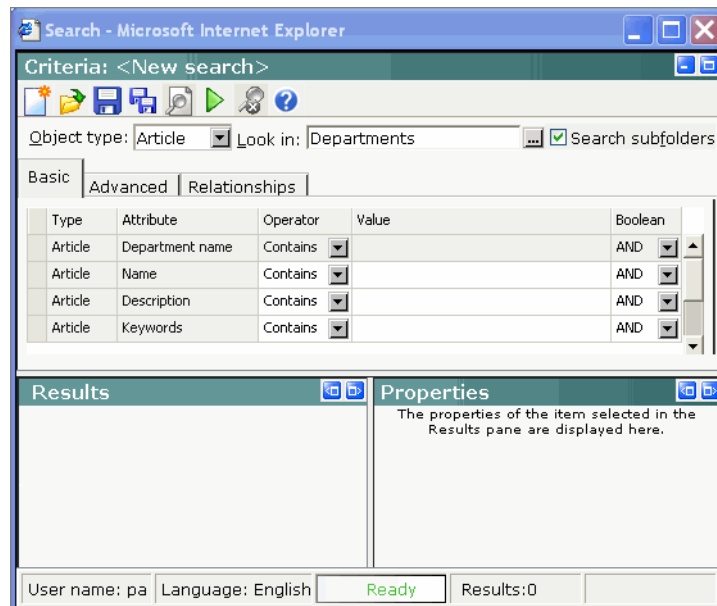 Search - Microsoft Internet Explorer
Criteria: <New search>
Object type: Article Look in: Departments ... Search subfolders
Basic Advanced Relationships
Type Attribute Operator Value Boolean
Article Department name Contains AND
Article Name Contains AND
Article Description Contains AND
Article Keywords Contains AND
Results
Properties
The properties of the item selected in the
Results pane are displayed here.
User name: pa Language: English Ready Results:0